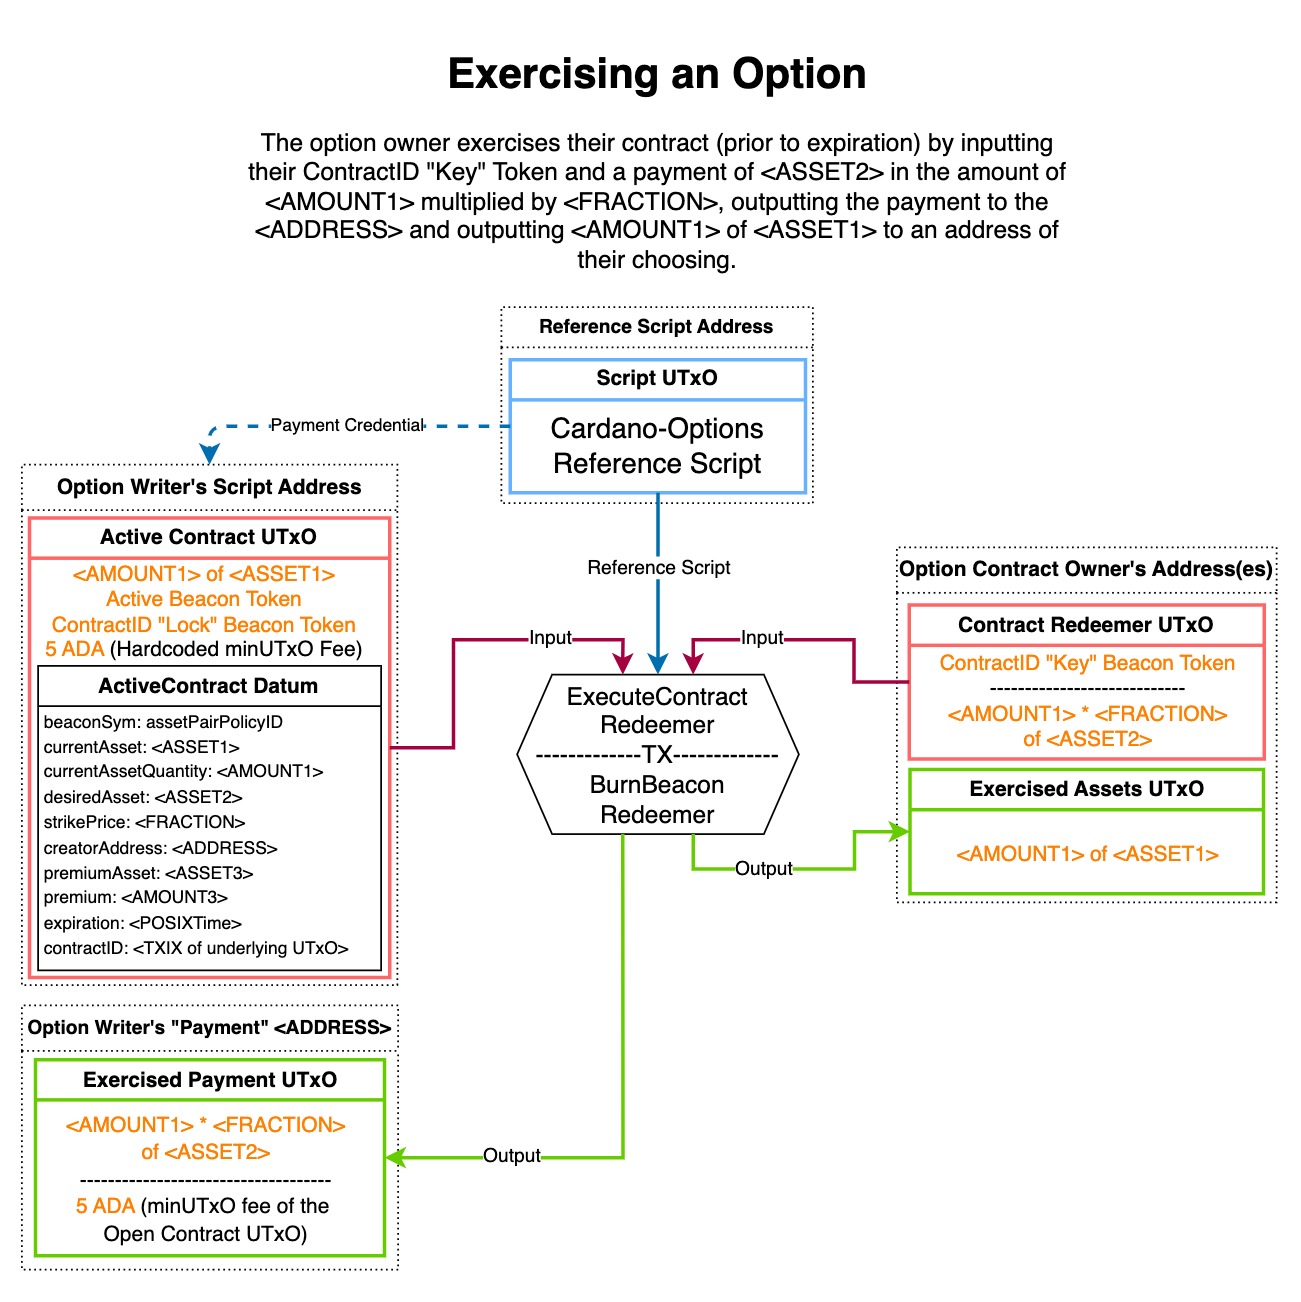 Exercising an Option
The option owner exercises their contract (prior to expiration) by inputting
their ContractID "Key" Token and a payment of <ASSET2> in the amount of
<AMOUNT1> multiplied by <FRACTION>, outputting the payment to the
<ADDRESS> and outputting <AMOUNT1> of <ASSET1> to an address of
their choosing.
Reference Script Address
Script UTxO
Cardano-Options
Reference Script
Payment Credential
Option Writer's Script Address
Active Contract UTxO
<AMOUNT1> of <ASSET1>
Active Beacon Token
ContractID "Lock" Beacon Token
5 ADA (Hardcoded minUTxO Fee)
ActiveContract Datum
beaconSym: assetPairPolicyID
currentAsset: <ASSET1>
currentAssetQuantity: <AMOUNT1>
desiredAsset: <ASSET2>
strikePrice: <FRACTION>
creatorAddress: <ADDRESS>
premiumAsset: <ASSET3>
premium: <AMOUNT3>
expiration: <POSIXTime>
contractID: <TXIX of underlying UTxO>
Reference Script
Input
Input
ExecuteContract
Redeemer
--------------TX--------------
BurnBeacon
Redeemer
Option Contract Owner's Address(es)
Contract Redeemer UTxO
ContractID "Key" Beacon Token
----------------------------
<AMOUNT1> * <FRACTION>
of <ASSET2>
Exercised Assets UTxO
<AMOUNT1> of <ASSET1>
Output
Option Writer's "Payment" <ADDRESS>
Exercised Payment UTxO
<AMOUNT1> * <FRACTION>
of <ASSET2>
------------------------------------
5 ADA (minUTxO fee of the
Open Contract UTxO)
Output